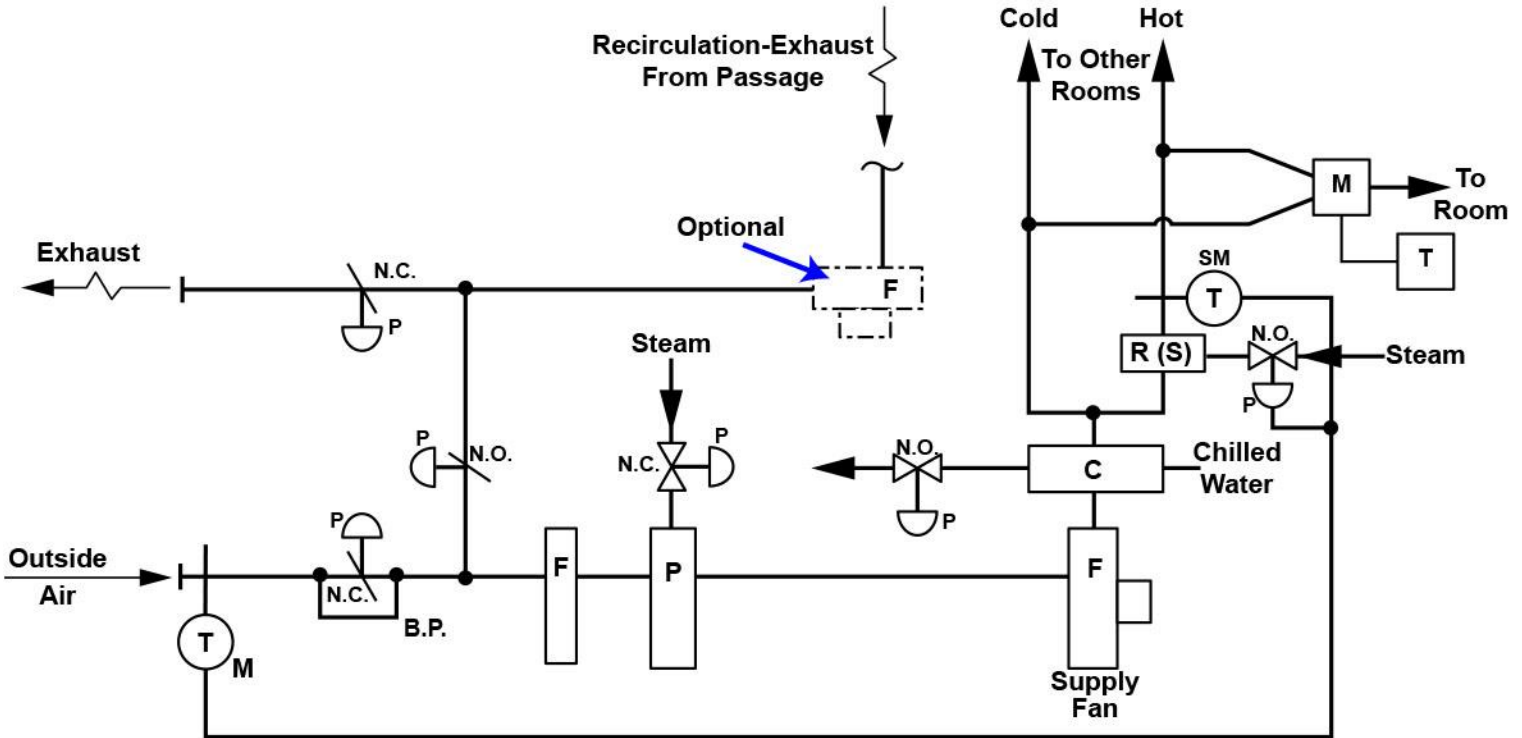 Cold
Hot
Recirculation-Exhaust
From Passage
To Other
Rooms
M
To
Room
Optional
Exhaust
N.C.
F
SM
T
T
P
Steam
N.O.
R (S)
Steam
P
P
P
N.O.
N.C.
N.O.
C
Chilled
Water
P
P
Outside
Air
N.C.
F
P
F
B.P.
T
M
Supply
Fan